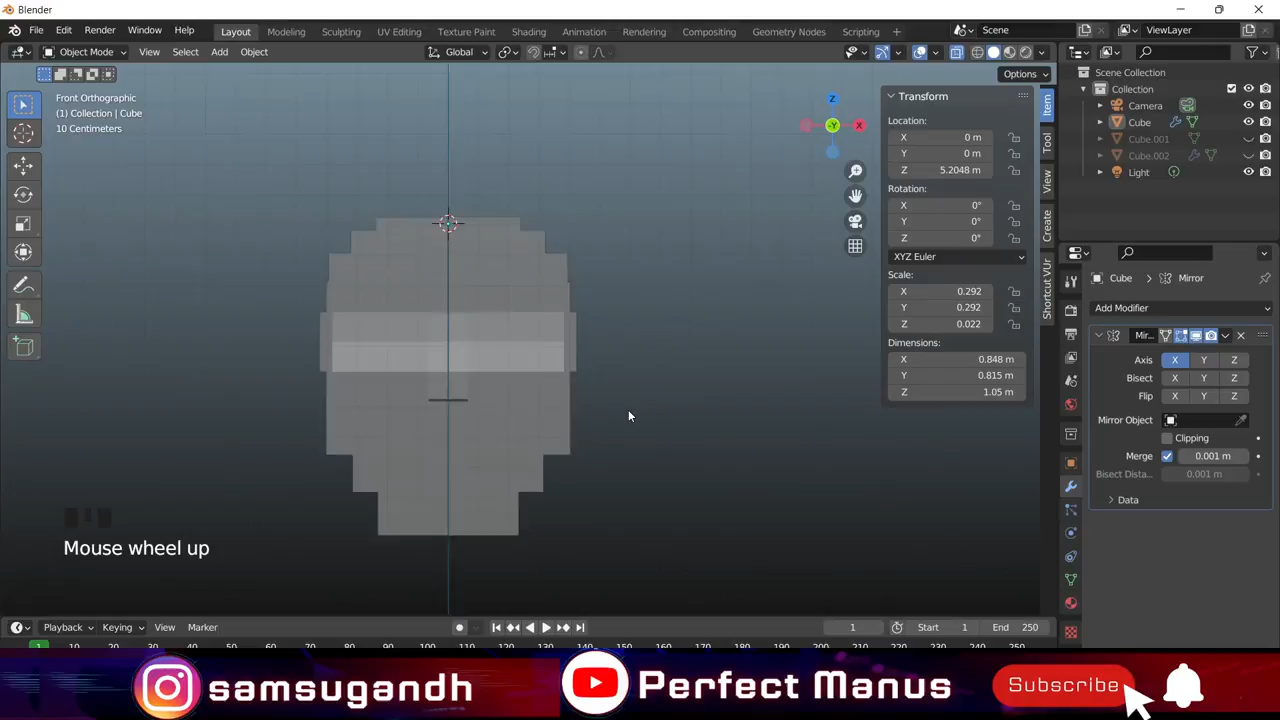 Blender
File Edit Render Window Help Layout Modeling Sculpting UV Editing Texture Paint Shading Animation Rendering Compositing Geometry Nodes Scripting + Scene ViewLayer
Object Mode View Select Add Object Global
Options
Front Orthographic
(1) Collection | Cube
10 Centimeters
Z
-Y
X
Transform
Location:
X 0 m
Y 0 m
Z 5.2048 m
Rotation:
X 0°
Y 0°
Z 0°
XYZ Euler
Scale:
X 0.292
Y 0.292
Z 0.022
Dimensions:
X 0.848 m
Y 0.815 m
Z 1.05 m
Item
Tool
View
Create
Shortcut VUr
Scene Collection
Collection
Camera
Cube
Cube.001
Cube.002
Light
Cube > Mirror
Add Modifier
Mir...
Axis X Y Z
Bisect X Y Z
Flip X Y Z
Mirror Object
Clipping
Merge 0.001 m
Bisect Dista... 0.001 m
Data
Mouse wheel up
Playback Keying View Marker 1 Start 1 End 250
1
samsugandh
Perfect Manus
Subscribe